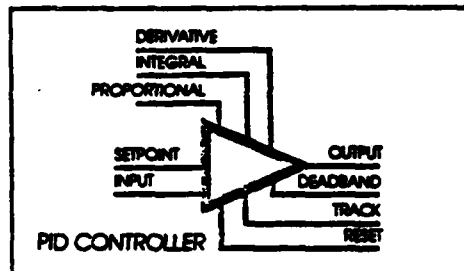 DERIVATIVE
INTEGRAL
PROPORTIONAL
SETPOINT
OUTPUT
INPUT
DEADBAND
TRACK
PID CONTROLLER
RESET